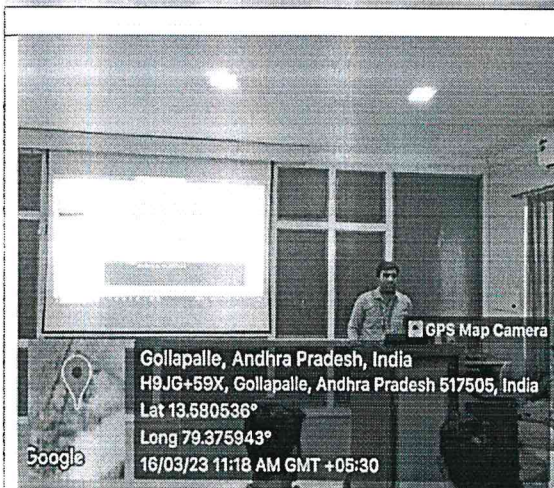 GPS Map Camera
Gollapalle, Andhra Pradesh, India
H9JG+59X, Gollapalle, Andhra Pradesh 517505, India
Lat 13.580536°
Long 79.375943°
16/03/23 11:18 AM GMT +05:30
Google